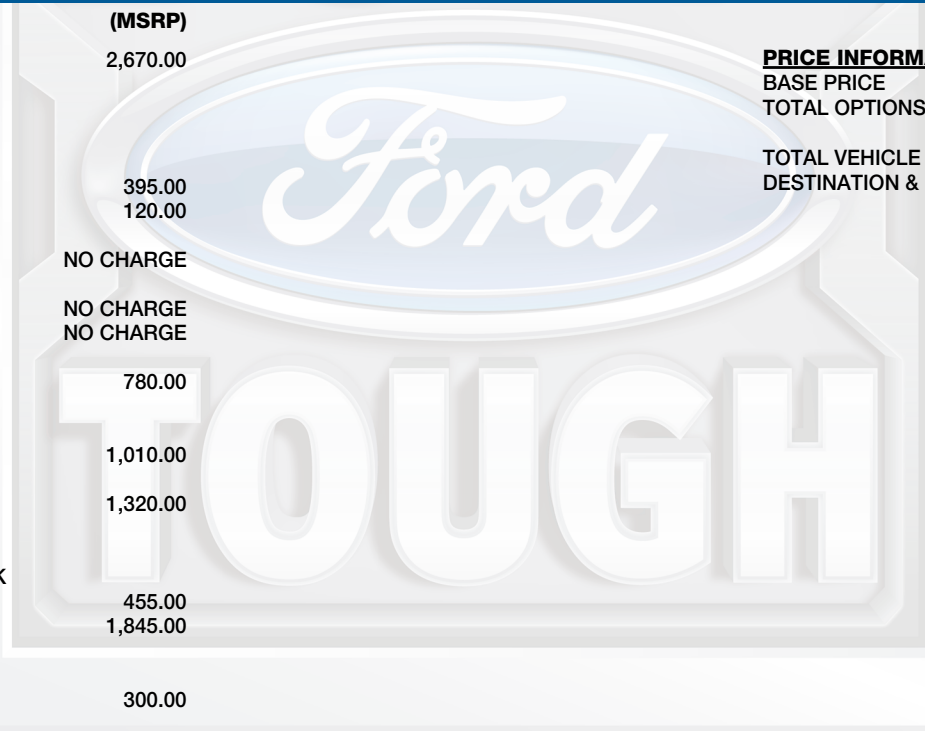 (MSRP)
2,670.00
395.00
120.00
NO CHARGE
NO CHARGE
NO CHARGE
780.00
1,010.00
1,320.00
K
455.00
1,845.00
300.00
PRICE INFORMA
BASE PRICE
TOTAL OPTIONS
TOTAL VEHICLE
DESTINATION &
Ford
TOUGH